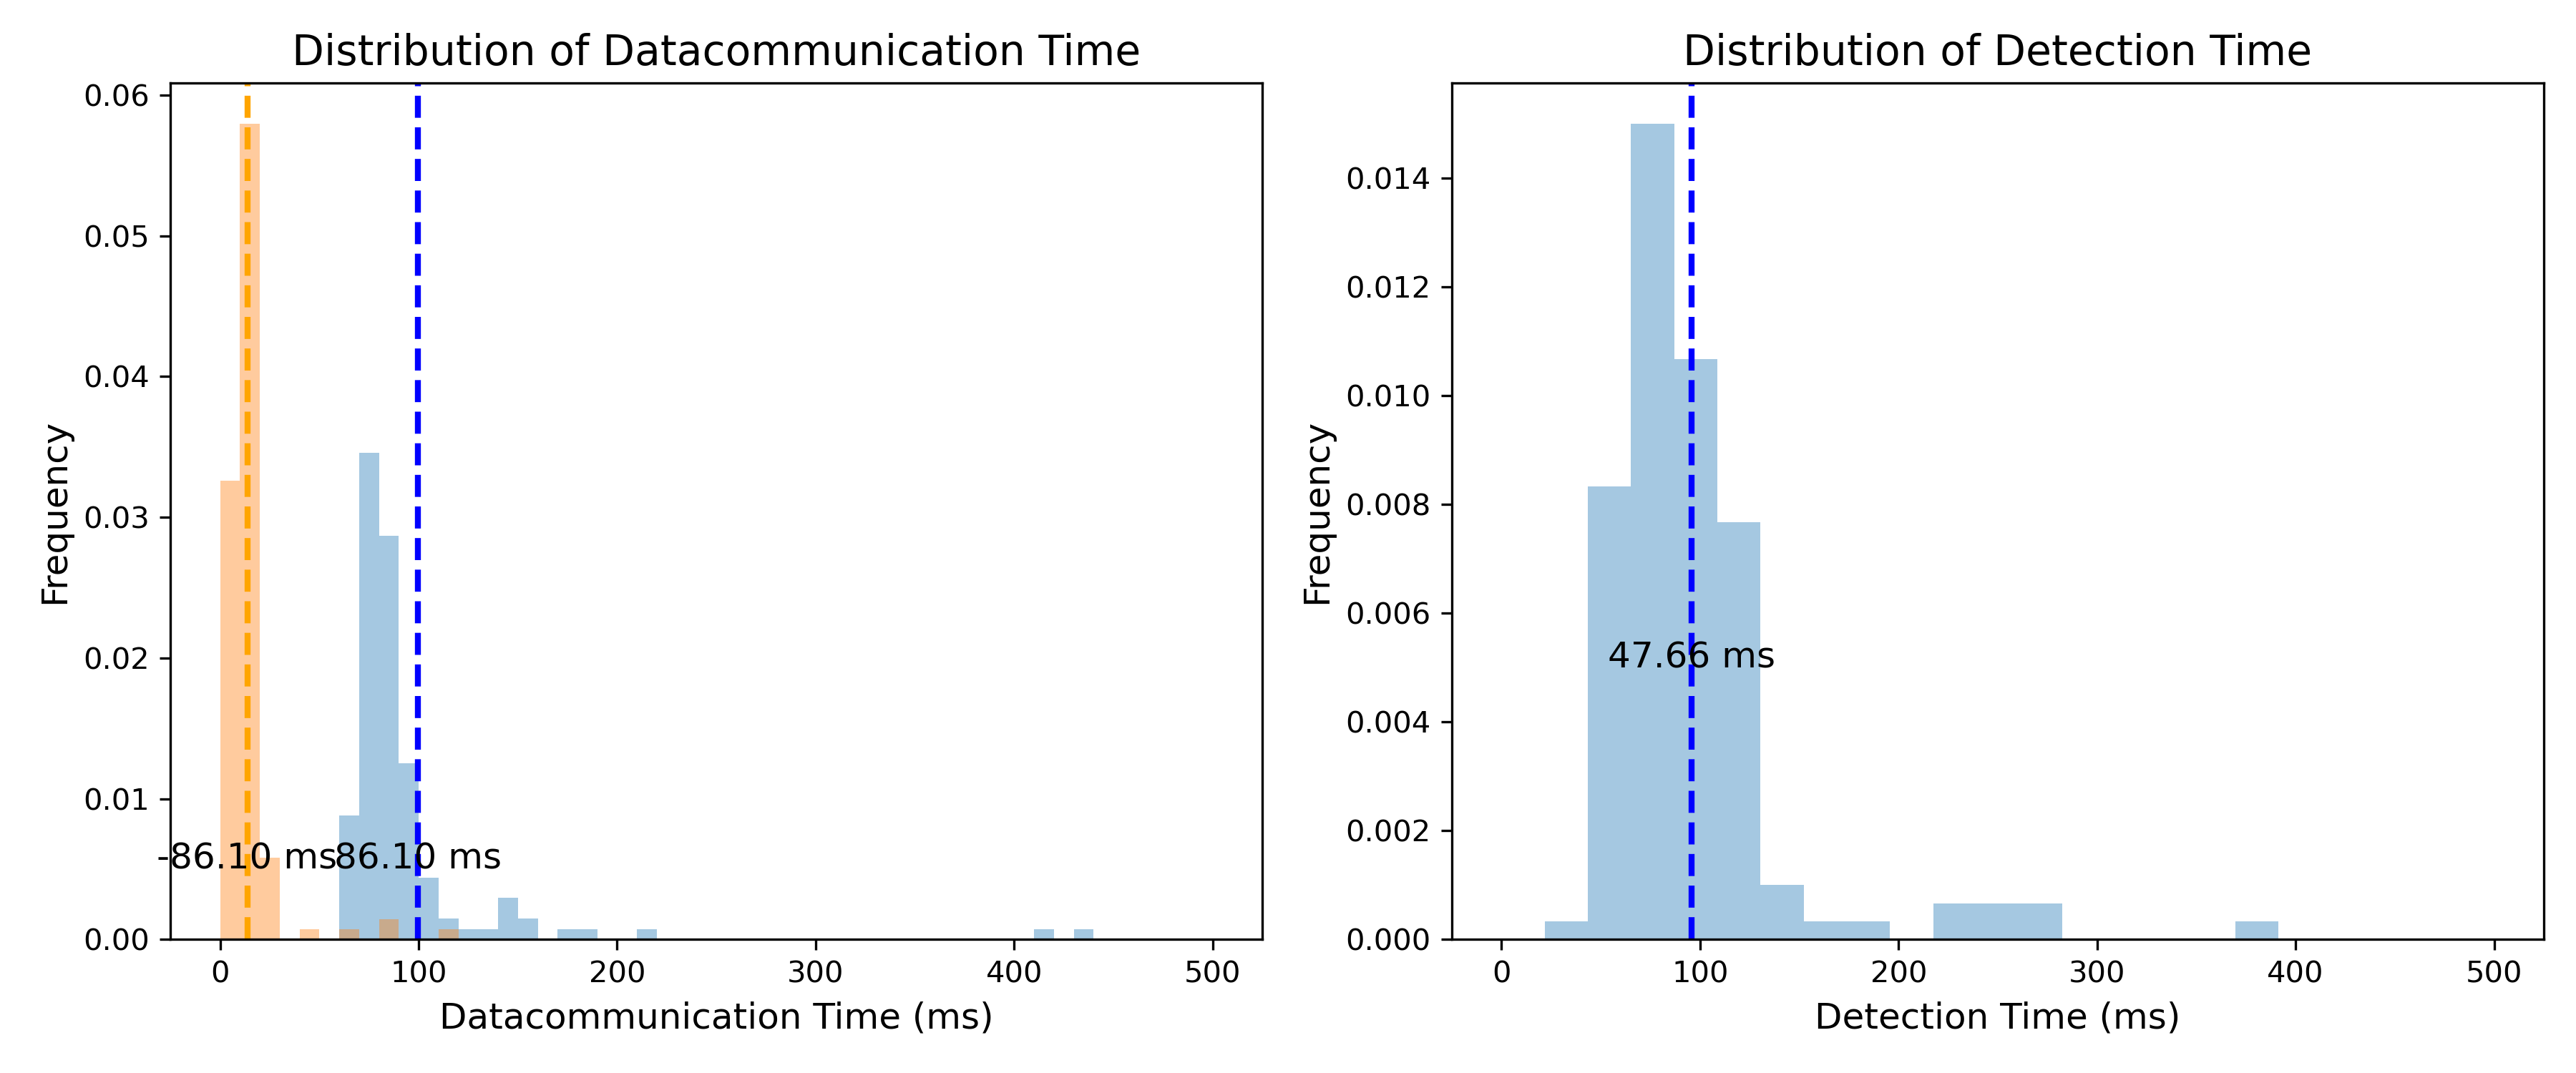 Distribution of Datacommunication Time
0.06
0.05
0.04
0.03
0.02
0.01
0.00
Frequency
-86.10 ms
86.10 ms
0 100 200 300 400 500
Datacommunication Time (ms)
Distribution of Detection Time
0.014
0.012
0.010
0.008
0.006
0.004
0.002
0.000
Frequency
47.66 ms
0 100 200 300 400 500
Detection Time (ms)